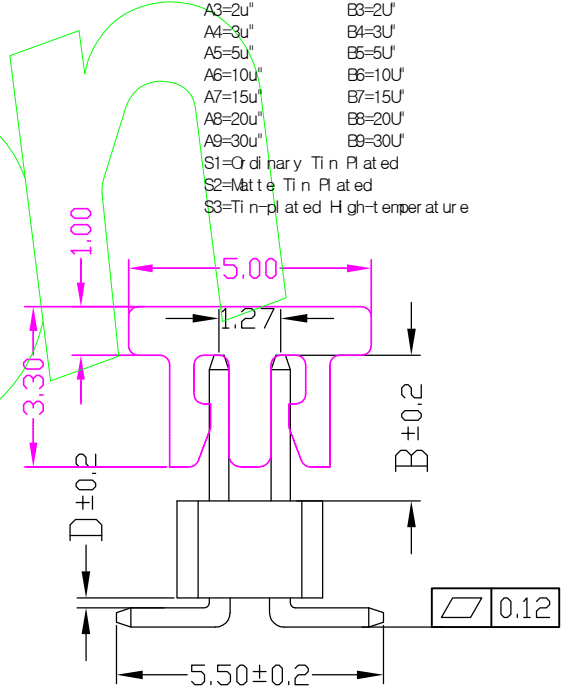 A3=2u" B3=2U"
A4=3u" B4=3U"
A5=5u" B5=5U"
A6=10u" B6=10U"
A7=15u" B7=15U"
A8=20u" B8=20U"
A9=30u" B9=30U"
S1=Ordinary Tin Plated
S2=Matte Tin Plated
S3=Tin-plated High-temperature
1.00
5.00
1.27
3.30
B±0.2
D±0.2
0.12
5.50±0.2